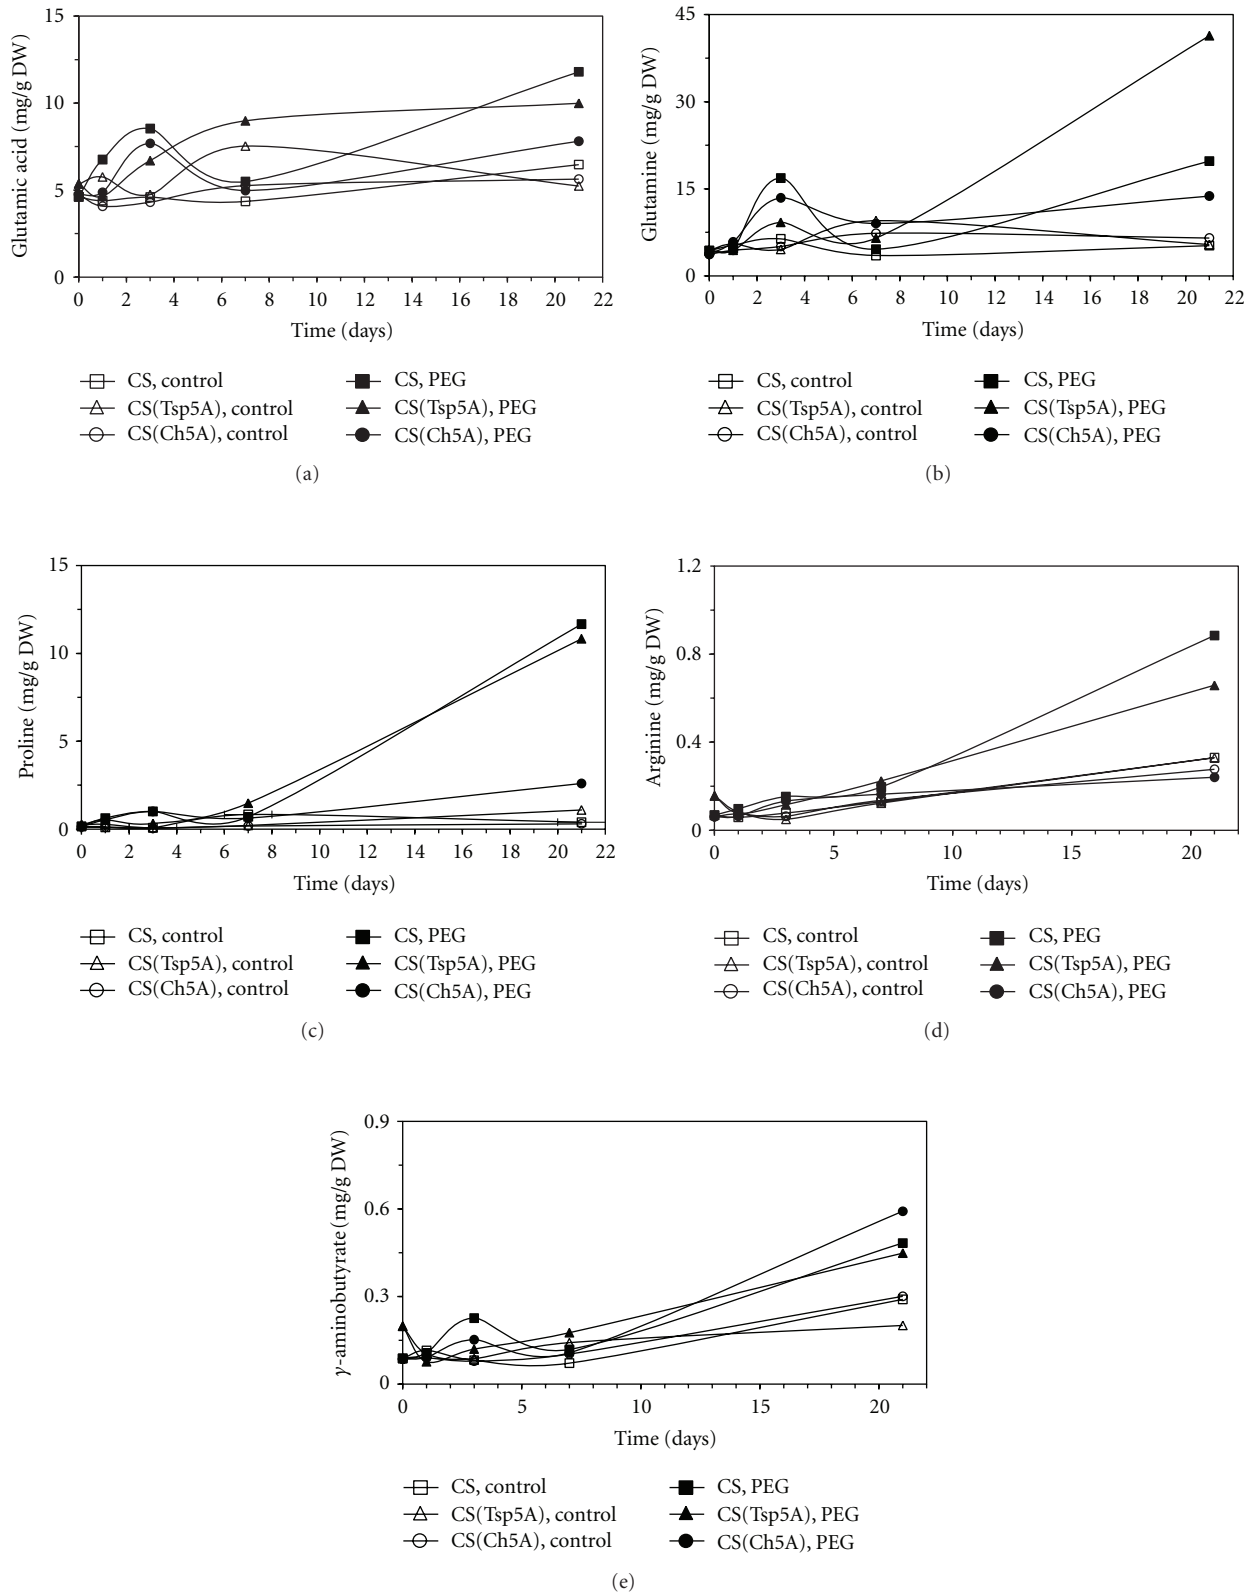 15
10
5
0
Glutamic acid (mg/g DW)
0 2 4 6 8 10 12 14 16 18 20 22
Time (days)
CS, control
CS(Tsp5A), control
CS(Ch5A), control
CS, PEG
CS(Tsp5A), PEG
CS(Ch5A), PEG
(a)
45
30
15
0
Glutamine (mg/g DW)
0 2 4 6 8 10 12 14 16 18 20 22
Time (days)
CS, control
CS(Tsp5A), control
CS(Ch5A), control
CS, PEG
CS(Tsp5A), PEG
CS(Ch5A), PEG
(b)
15
10
5
0
Proline (mg/g DW)
0 2 4 6 8 10 12 14 16 18 20 22
Time (days)
CS, control
CS(Tsp5A), control
CS(Ch5A), control
CS, PEG
CS(Tsp5A), PEG
CS(Ch5A), PEG
(c)
1.2
0.8
0.4
0
Arginine (mg/g DW)
0 5 10 15 20
Time (days)
CS, control
CS(Tsp5A), control
CS(Ch5A), control
CS, PEG
CS(Tsp5A), PEG
CS(Ch5A), PEG
(d)
0.9
0.6
0.3
0
γ-aminobutyrate (mg/g DW)
0 5 10 15 20
Time (days)
CS, control
CS(Tsp5A), control
CS(Ch5A), control
CS, PEG
CS(Tsp5A), PEG
CS(Ch5A), PEG
(e)